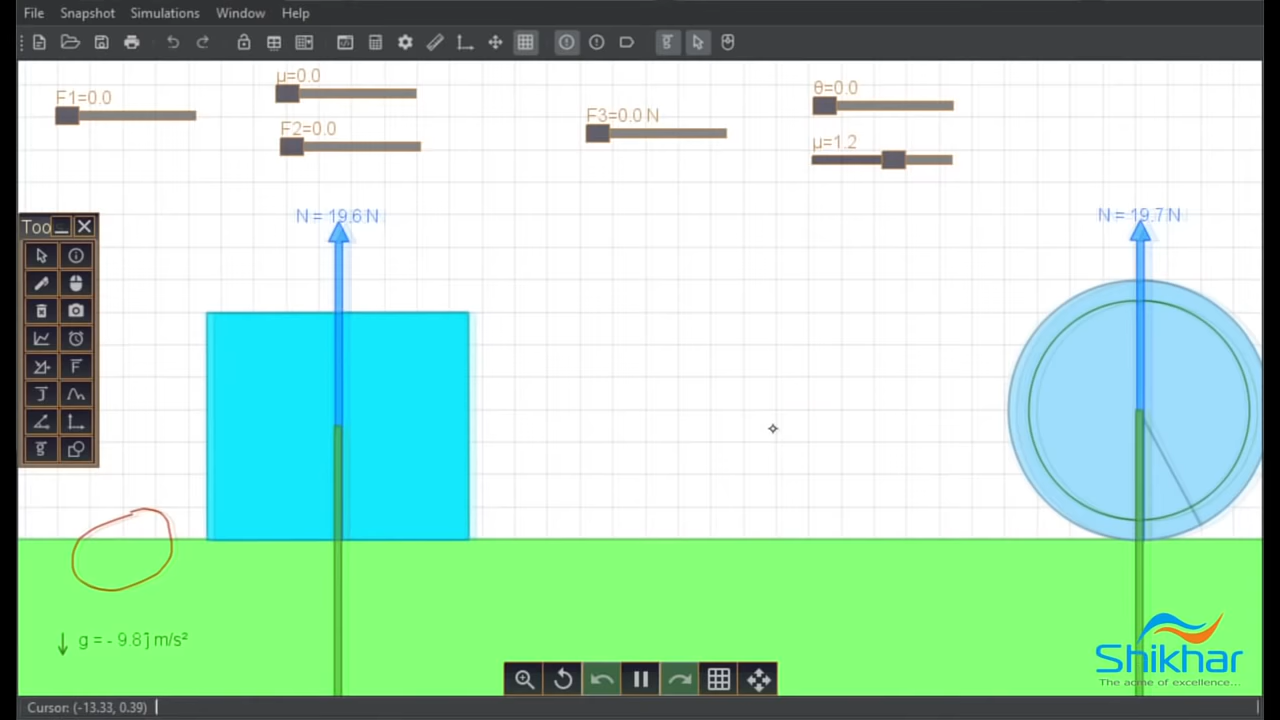 File Snapshot Simulations Window Help
μ=0.0
F1=0.0
F2=0.0
F3=0.0 N
θ=0.0
μ=1.2
N = 19.6 N
N = 19.7 N
Too
g = - 9.8 ĵ m/s²
Shikhar
The acme of excellence...
Cursor: (-13.33, 0.39)